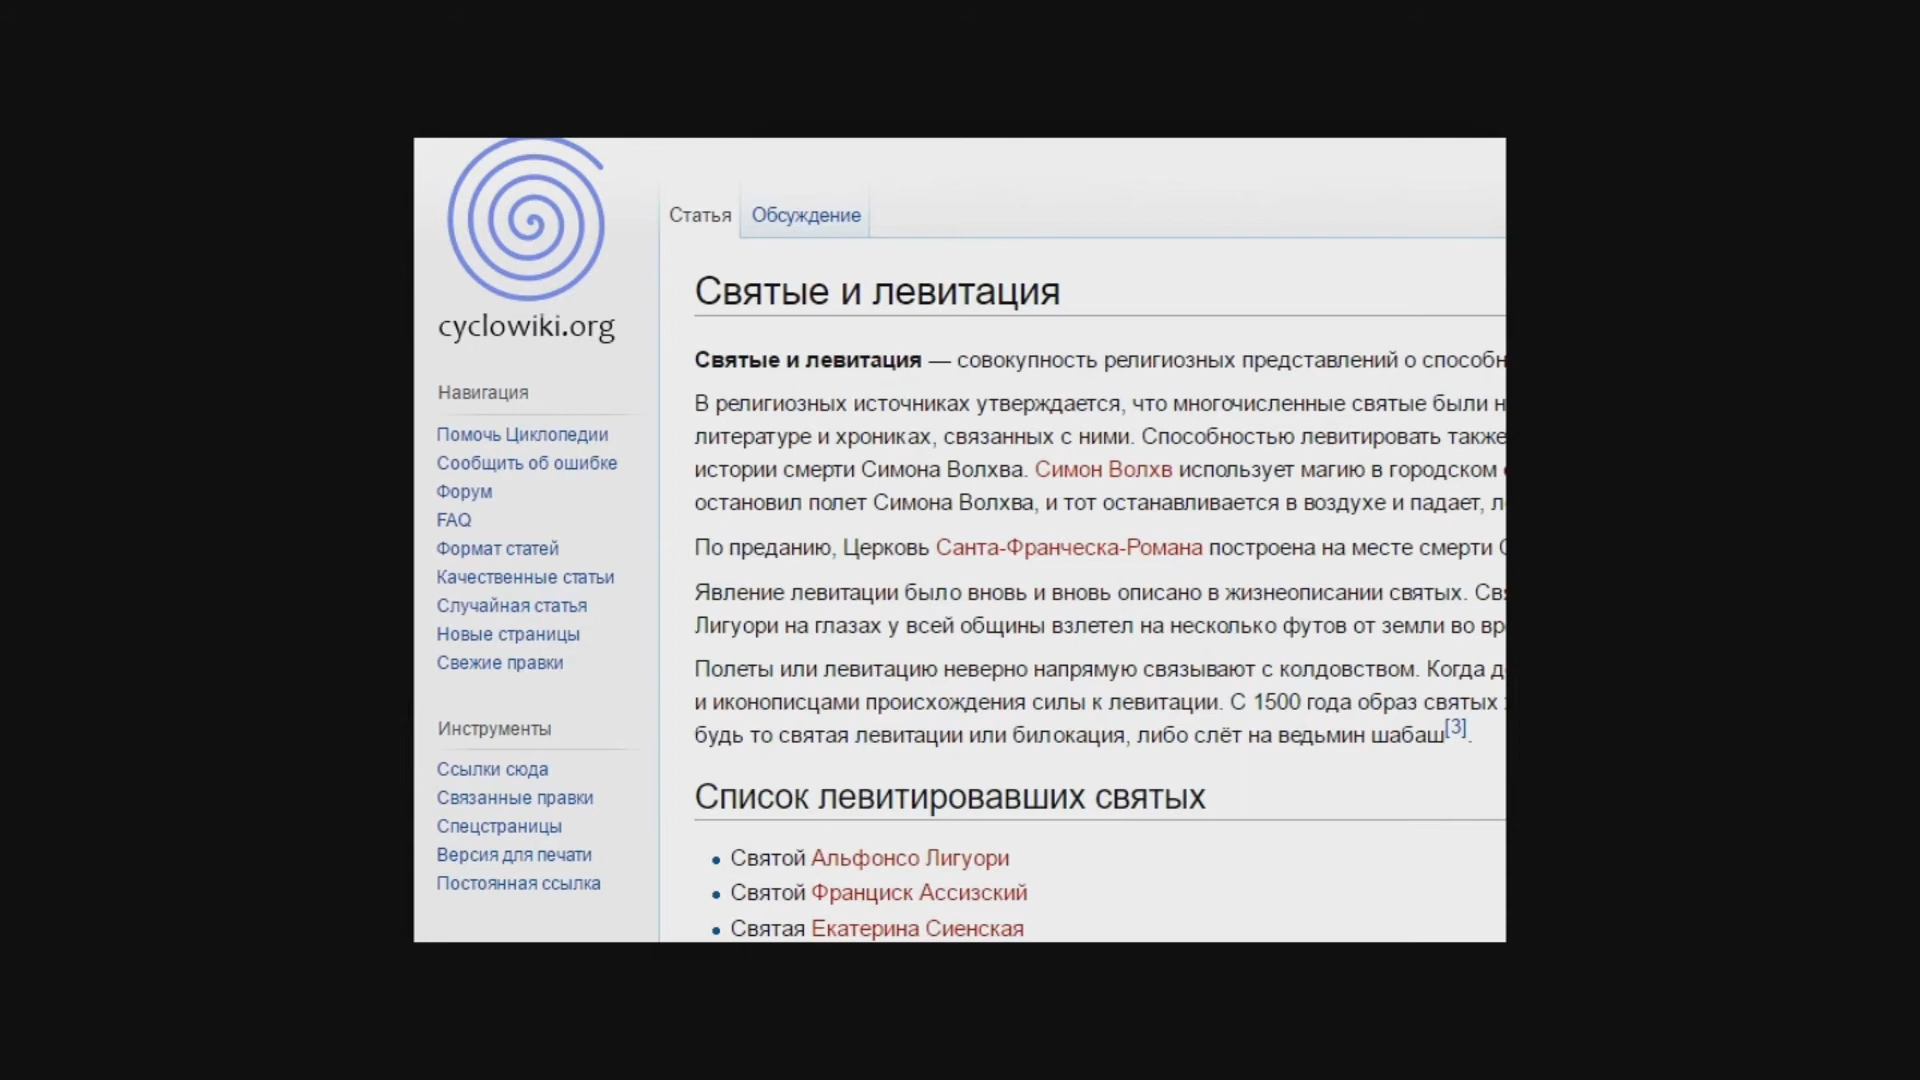 cyclowiki.org
Навигация
Помочь Циклопедии
Сообщить об ошибке
Форум
FAQ
Формат статей
Качественные статьи
Случайная статья
Новые страницы
Свежие правки
Инструменты
Ссылки сюда
Связанные правки
Спецстраницы
Версия для печати
Постоянная ссылка
Статья Обсуждение
Святые и левитация
Святые и левитация — совокупность религиозных представлений о способн
В религиозных источниках утверждается, что многочисленные святые были н
литературе и хрониках, связанных с ними. Способностью левитировать также
истории смерти Симона Волхва. Симон Волхв использует магию в городском
остановил полет Симона Волхва, и тот останавливается в воздухе и падает, л
По преданию, Церковь Санта-Франческа-Романа построена на месте смерти С
Явление левитации было вновь и вновь описано в жизнеописании святых. Свя
Лигуори на глазах у всей общины взлетел на несколько футов от земли во вр
Полеты или левитацию неверно напрямую связывают с колдовством. Когда д
и иконописцами происхождения силы к левитации. С 1500 года образ святых
будь то святая левитации или билокация, либо слёт на ведьмин шабаш[3].
Список левитировавших святых
• Святой Альфонсо Лигуори
• Святой Франциск Ассизский
• Святая Екатерина Сиенская